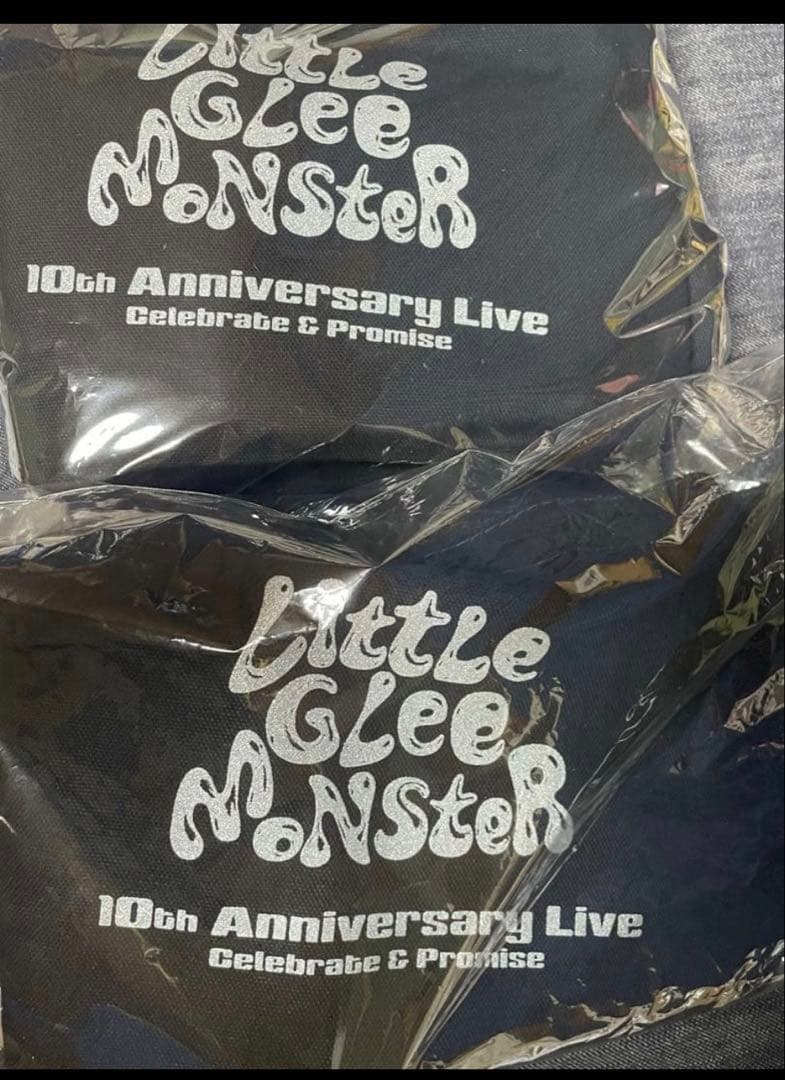 Little
Glee
MoNSteR
10th Anniversary Live
Celebrate & Promise
Little
GLee
MoNSteR
10th Anniversary Live
Celebrate & Promise